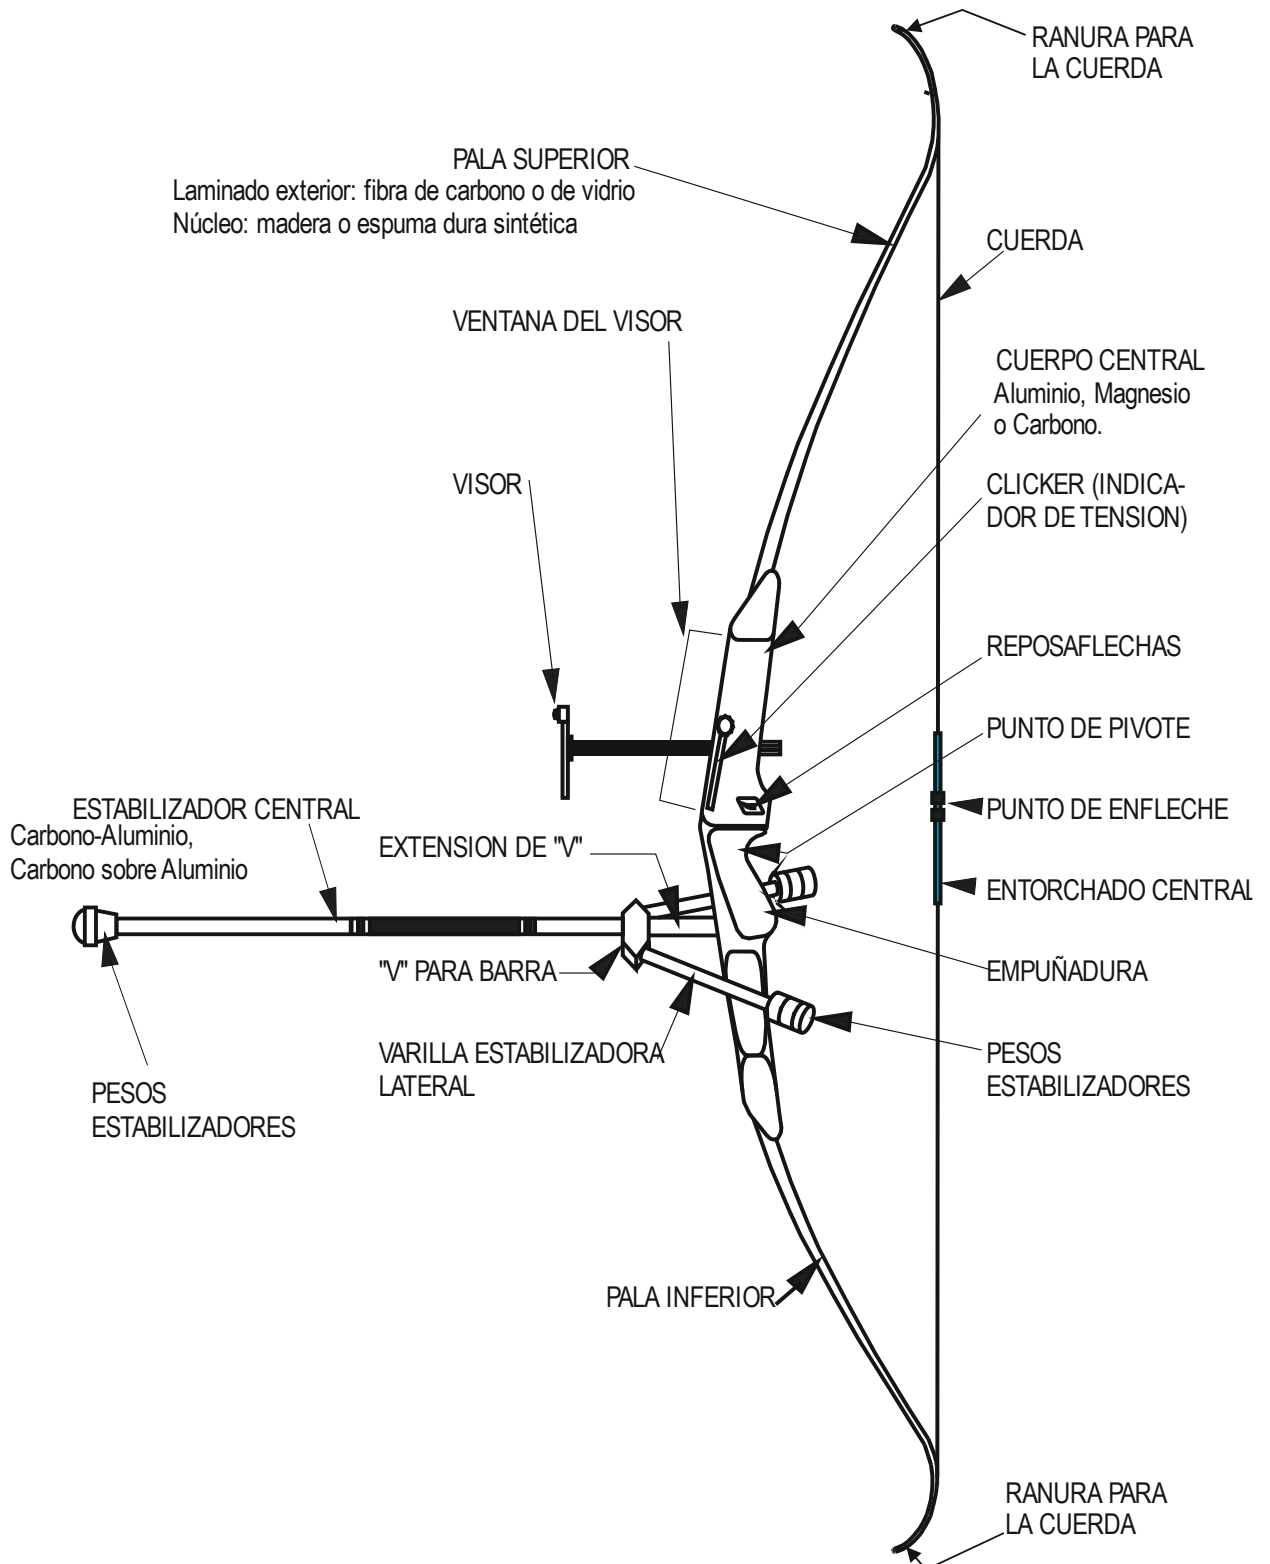 RANURA PARA
LA CUERDA
PALA SUPERIOR
Laminado exterior: fibra de carbono o de vidrio
Núcleo: madera o espuma dura sintética
CUERDA
VENTANA DEL VISOR
CUERPO CENTRAL
Aluminio, Magnesio
o Carbono.
VISOR
CLICKER (INDICA-
DOR DE TENSION)
REPOSAFLECHAS
PUNTO DE PIVOTE
ESTABILIZADOR CENTRAL
Carbono-Aluminio,
Carbono sobre Aluminio
PUNTO DE ENFLECHE
EXTENSION DE "V"
ENTORCHADO CENTRAL
"V" PARA BARRA
EMPUÑADURA
VARILLA ESTABILIZADORA
LATERAL
PESOS
ESTABILIZADORES
PESOS
ESTABILIZADORES
PALA INFERIOR
RANURA PARA
LA CUERDA